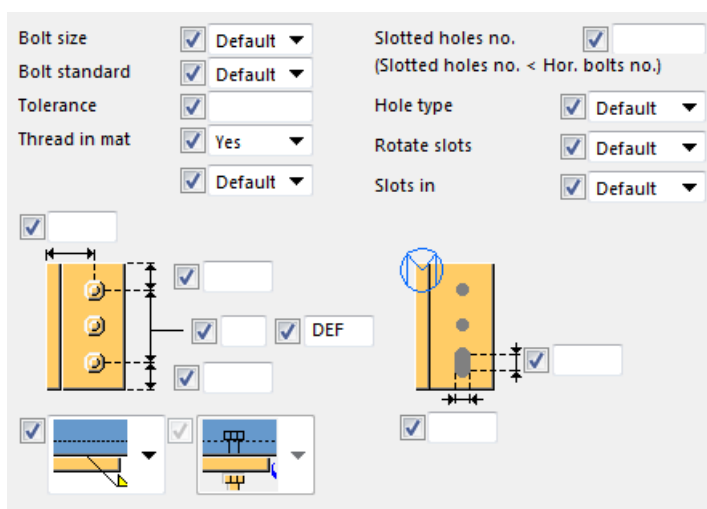 Bolt size Default
Bolt standard Default
Tolerance
Thread in mat Yes
Default
Slotted holes no.
(Slotted holes no. < Hor. bolts no.)
Hole type Default
Rotate slots Default
Slots in Default
DEF